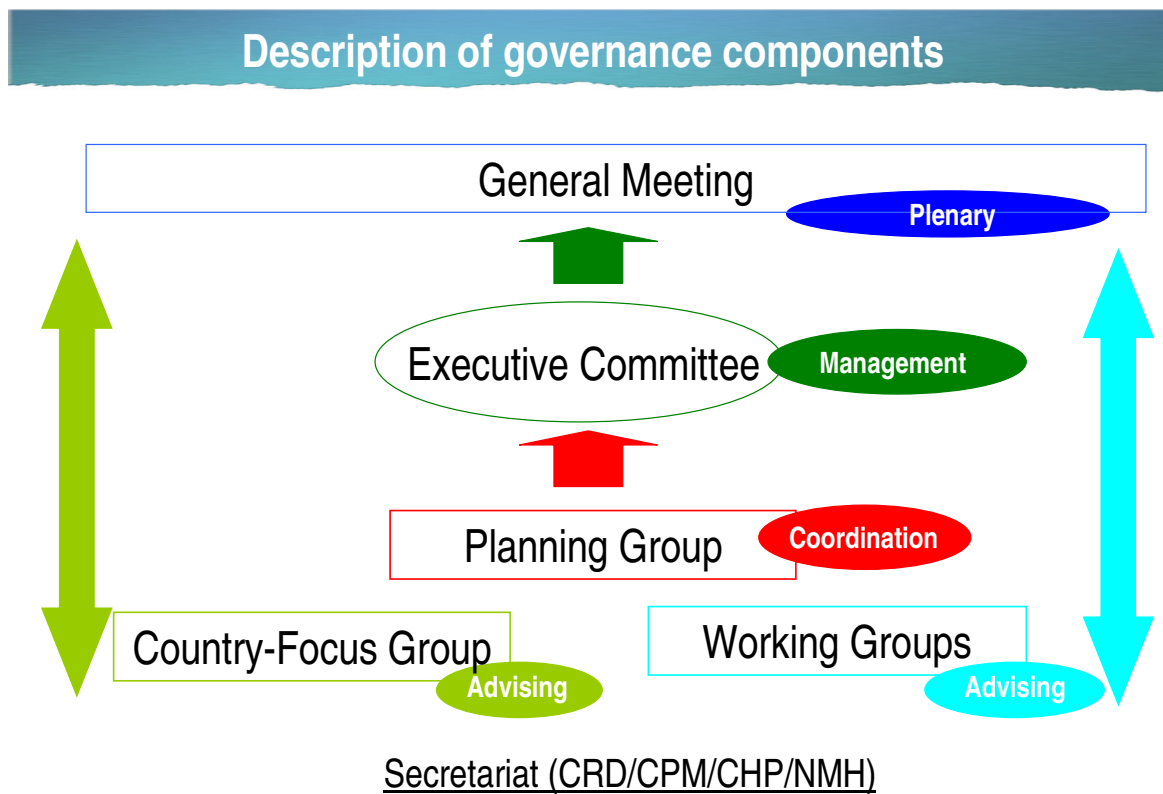 Description of governance components
General Meeting
Plenary
Executive Committee
Management
Planning Group
Coordination
Country-Focus Group
Advising
Working Groups
Advising
Secretariat (CRD/CPM/CHP/NMH)